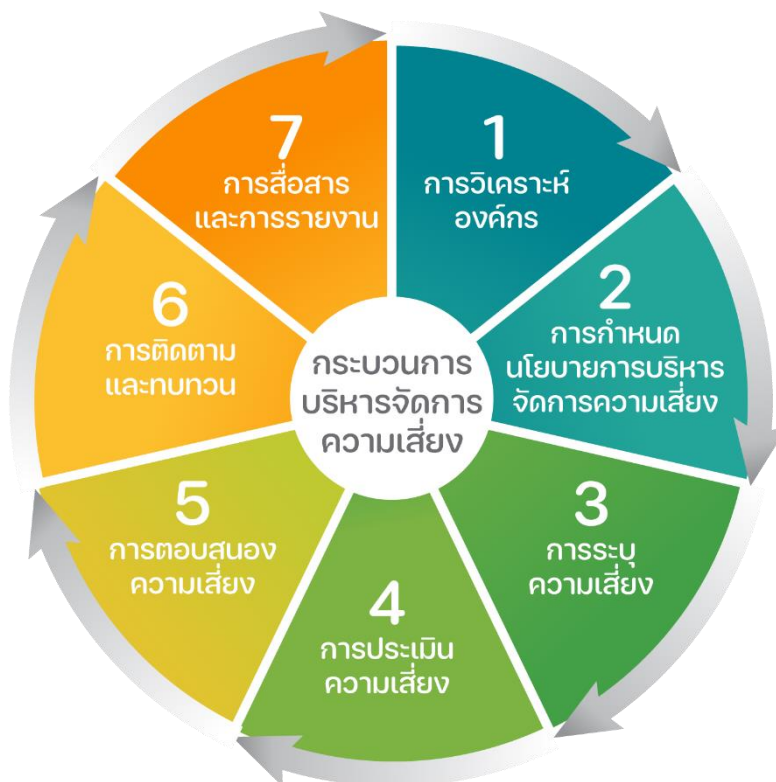 กระบวนการ
บริหารจัดการ
ความเสี่ยง
1
การวิเคราะห์
องค์กร
2
การกำหนด
นโยบายการบริหาร
จัดการความเสี่ยง
3
การระบุ
ความเสี่ยง
4
การประเมิน
ความเสี่ยง
5
การตอบสนอง
ความเสี่ยง
6
การติดตาม
และทบทวน
7
การสื่อสาร
และการรายงาน